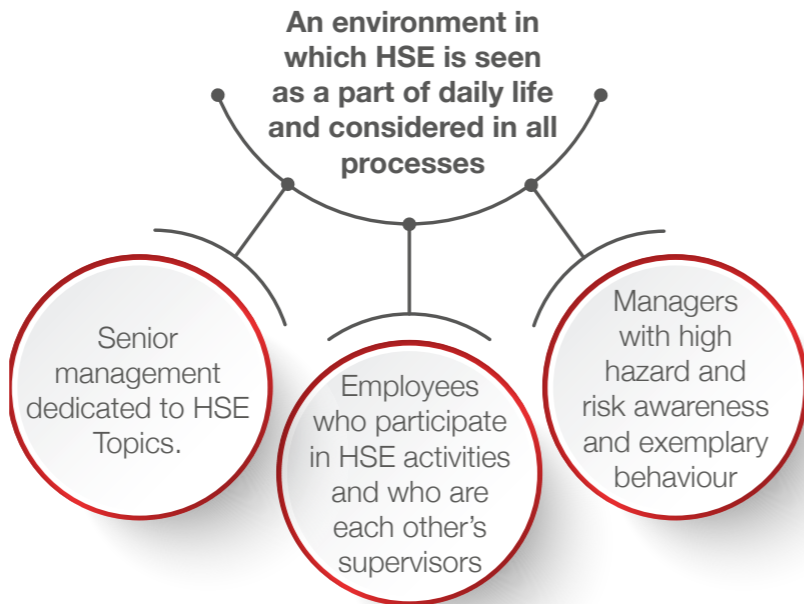 An environment in
which HSE is seen
as a part of daily life
and considered in all
processes
Senior
management
dedicated to HSE
Topics.
Employees
who participate
in HSE activities
and who are
each other's
supervisors
Managers
with high
hazard and
risk awareness
and exemplary
behaviour